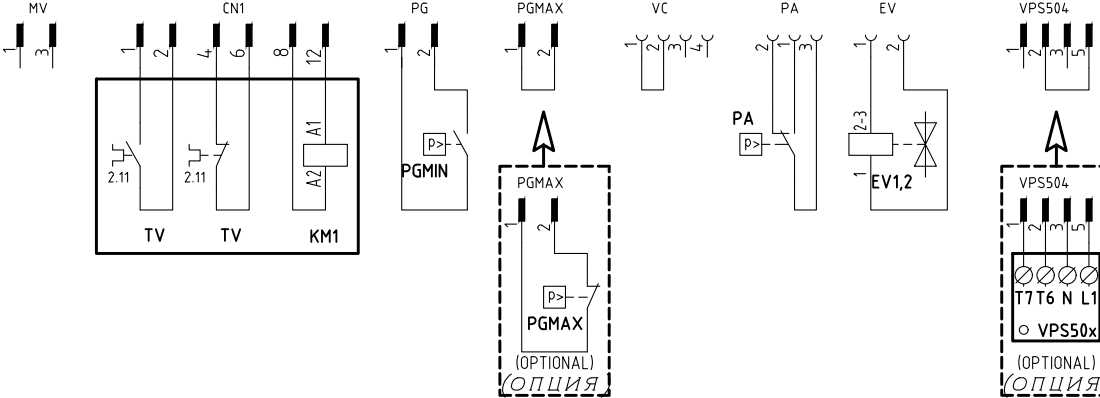 MV CN1 PG PGMAX VC PA EV VPS504
1 3 1 2 4 6 8 12 1 2 1 2 1 2 3 4 2 1 3 1 2 1 2 3 5
A1 A2
2.11 2.11
TV TV KM1
p> PGMIN
PA p>
2-3 1
EV1,2
PGMAX
1 2
p> PGMAX
(OPTIONAL)
(ОПЦИЯ)
VPS504
1 2 3 5
T7 T6 N L1
VPS50x
(OPTIONAL)
(ОПЦИЯ